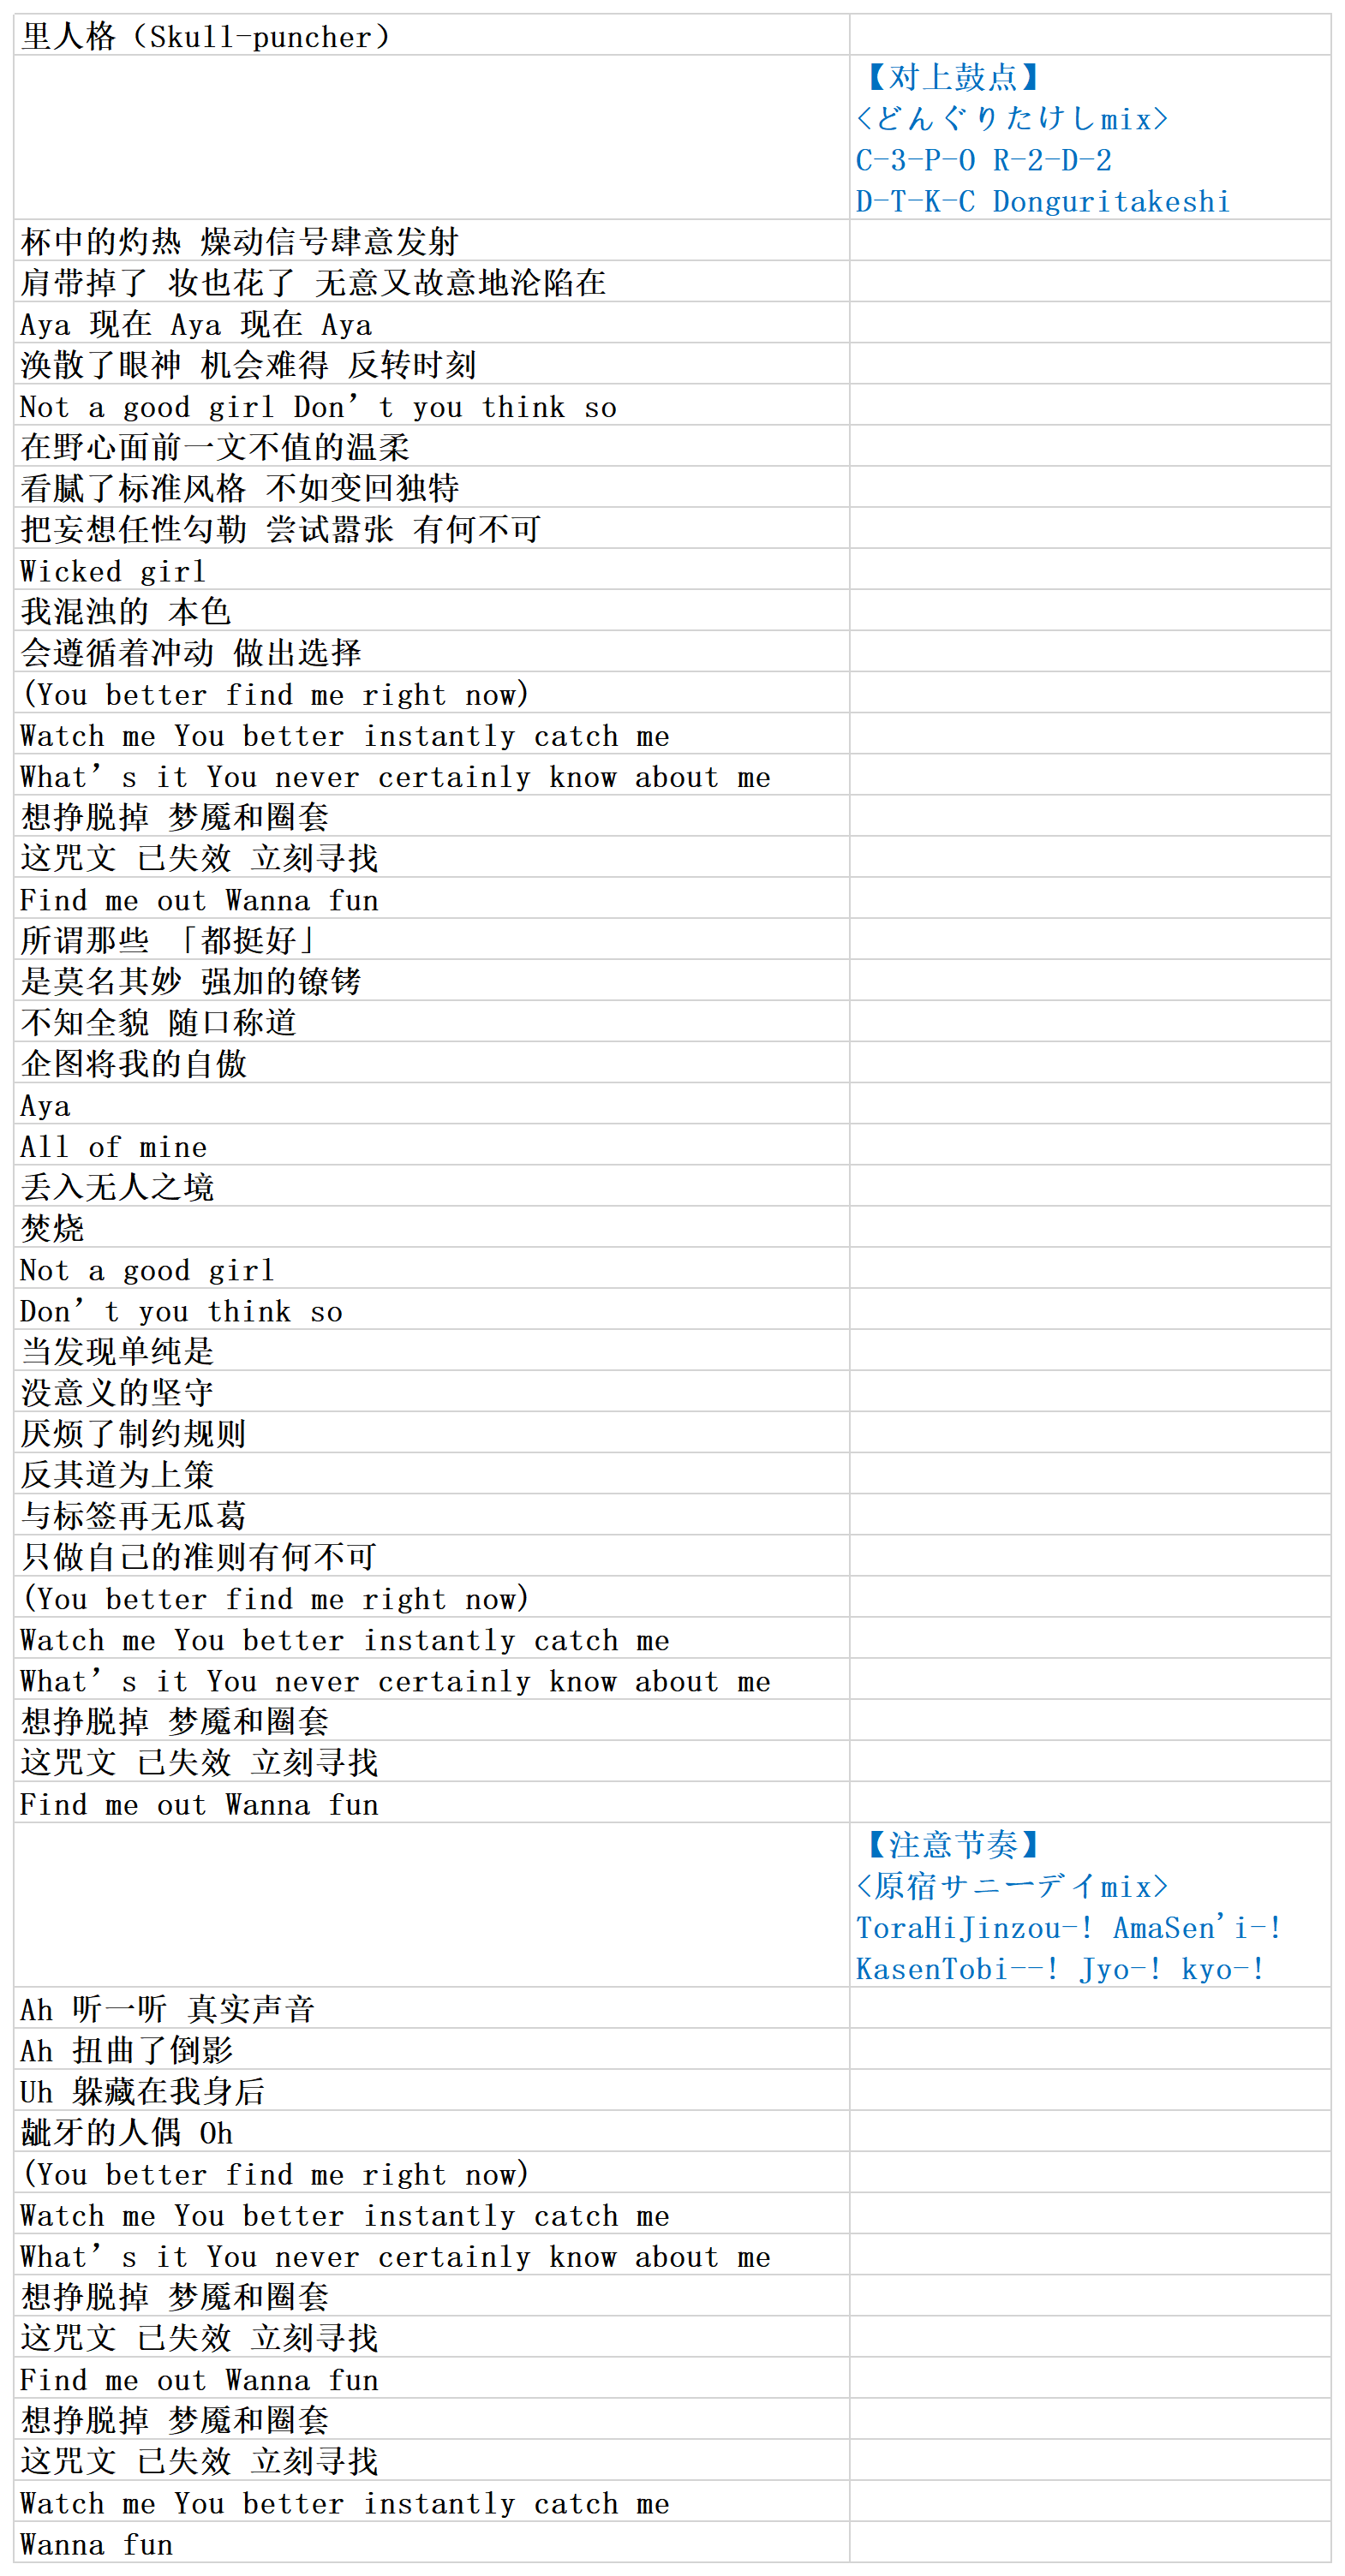 里人格（Skull-puncher）
【对上鼓点】
<どんぐりたけしmix>
C-3-P-O R-2-D-2
D-T-K-C Donguritakeshi
杯中的灼热 燥动信号肆意发射
肩带掉了 妆也花了 无意又故意地沦陷在
Aya 现在 Aya 现在 Aya
涣散了眼神 机会难得 反转时刻
Not a good girl Don’t you think so
在野心面前一文不值的温柔
看腻了标准风格 不如变回独特
把妄想任性勾勒 尝试嚣张 有何不可
Wicked girl
我混浊的 本色
会遵循着冲动 做出选择
(You better find me right now)
Watch me You better instantly catch me
What’s it You never certainly know about me
想挣脱掉 梦魇和圈套
这咒文 已失效 立刻寻找
Find me out Wanna fun
所谓那些 「都挺好」
是莫名其妙 强加的镣铐
不知全貌 随口称道
企图将我的自傲
Aya
All of mine
丢入无人之境
焚烧
Not a good girl
Don’t you think so
当发现单纯是
没意义的坚守
厌烦了制约规则
反其道为上策
与标签再无瓜葛
只做自己的准则有何不可
(You better find me right now)
Watch me You better instantly catch me
What’s it You never certainly know about me
想挣脱掉 梦魇和圈套
这咒文 已失效 立刻寻找
Find me out Wanna fun
【注意节奏】
<原宿サニーデイmix>
ToraHiJinzou-! AmaSen'i-!
KasenTobi--! Jyo-! kyo-!
Ah 听一听 真实声音
Ah 扭曲了倒影
Uh 躲藏在我身后
龇牙的人偶 Oh
(You better find me right now)
Watch me You better instantly catch me
What’s it You never certainly know about me
想挣脱掉 梦魇和圈套
这咒文 已失效 立刻寻找
Find me out Wanna fun
想挣脱掉 梦魇和圈套
这咒文 已失效 立刻寻找
Watch me You better instantly catch me
Wanna fun